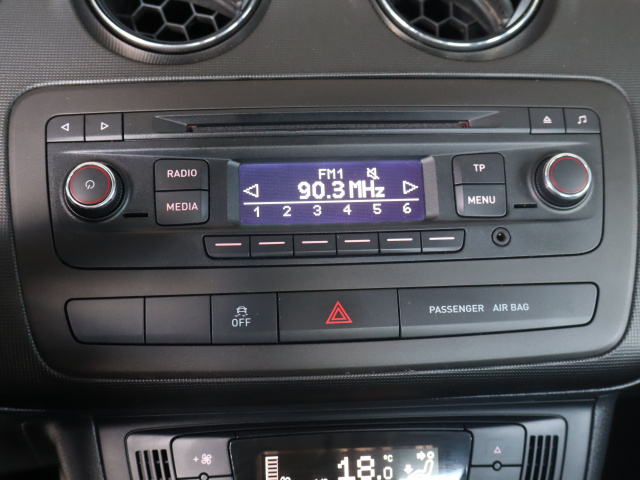 RADIO
MEDIA
FM1
90.3 MHz
1 2 3 4 5 6
TP
MENU
OFF
PASSENGER AIR BAG
18.0 °C